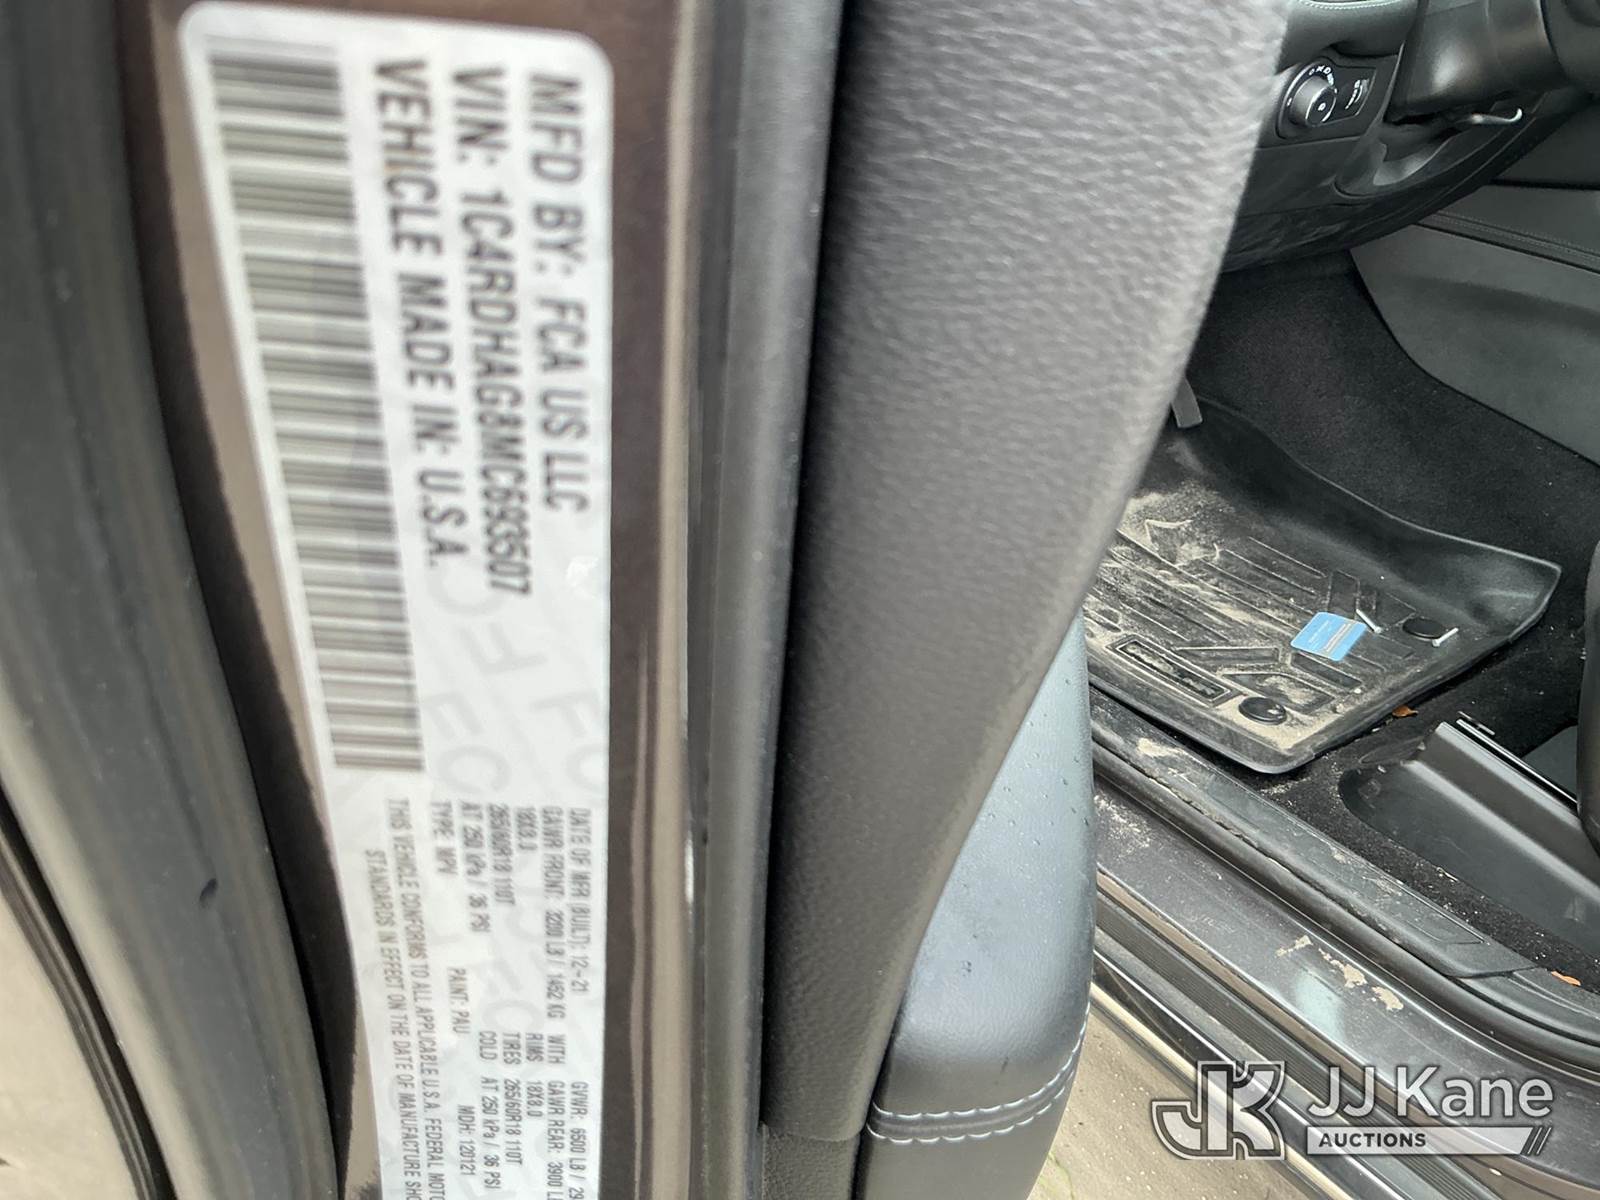 MFD BY: FCA US LLC
VIN: 1C4RDHAG8MC693507
VEHICLE MADE IN: U.S.A.
DATE OF MFR (BUILT): 12-21 GVWR: 6500 LB / 29
GAWR FRONT: 3200 LB / 1452 KG WITH GAWR REAR: 3900 L
18X8.0 RIMS 18X8.0
265/60R18 110T TIRES 265/60R18 110T
AT 250 kPa / 36 PSI COLD AT 250 kPa / 36 PSI
TYPE: MPV PAINT: PAU MDH: 120121
THIS VEHICLE CONFORMS TO ALL APPLICABLE U.S.A. FEDERAL MOTO
STANDARDS IN EFFECT ON THE DATE OF MANUFACTURE SHO
JJ Kane
AUCTIONS